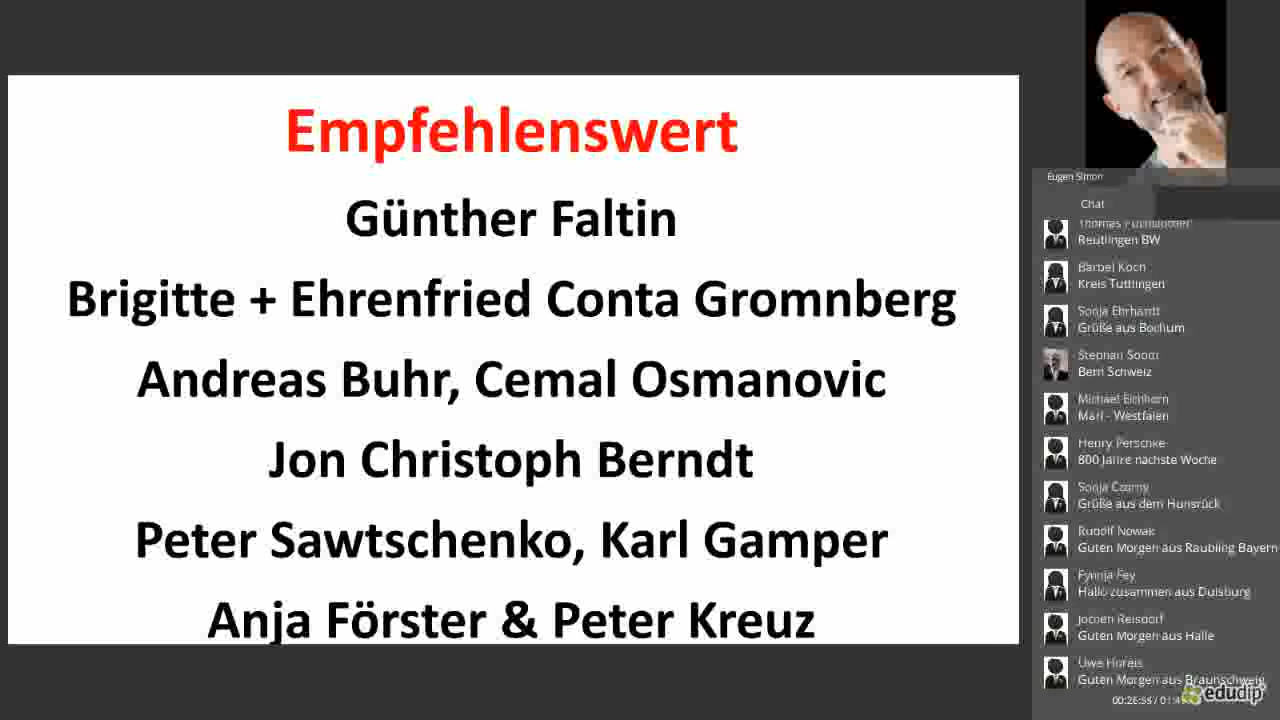 Empfehlenswert
Günther Faltin
Brigitte + Ehrenfried Conta Gromnberg
Andreas Buhr, Cemal Osmanovic
Jon Christoph Berndt
Peter Sawtschenko, Karl Gamper
Anja Förster & Peter Kreuz
Eugen Simon
Chat
Thomas
Reutlingen BW
Bärbel Koch
Kreis Tuttlingen
Sonja Ehrhardt
Grüße aus Bochum
Stephan
Bern Schweiz
Michael Eichhorn
Marl - Westfalen
Henry Perschke
800 Jahre nächste Woche
Sonja Czarny
Grüße aus dem Hunsrück
Rudolf Nowak
Guten Morgen aus Raubling Bayern
Fynnja Fey
Hallo zusammen aus Duisburg
Jochen Reisdorf
Guten Morgen aus Halle
Uwe
Guten Morgen aus Braunschweig
edudip